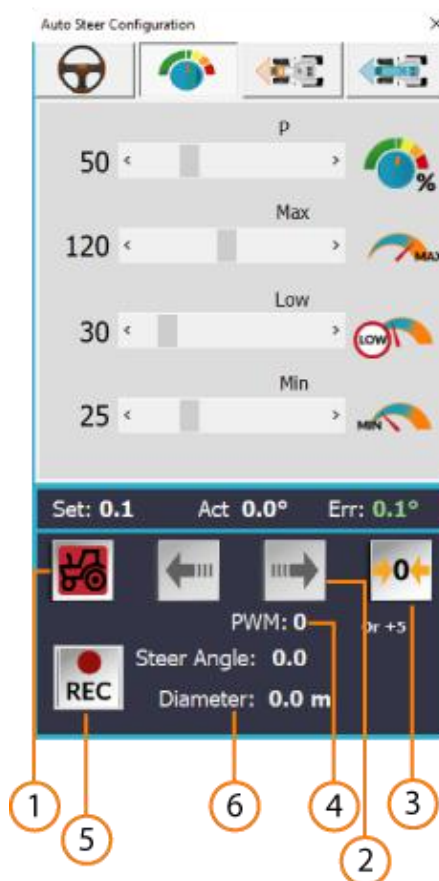 Auto Steer Configuration
P
50
%
Max
120
MAX
Low
30
LOW
Min
25
MIN
Set: 0.1 Act 0.0° Err: 0.1°
0
PWM: 0
0r +5
Steer Angle: 0.0
REC
Diameter: 0.0 m
1
5
6
4
2
3